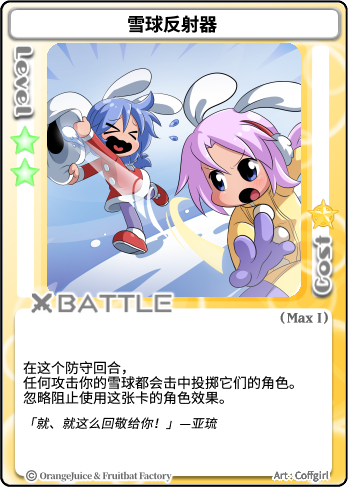 雪球反射器
Level
Cost
BATTLE
(Max 1)
在这个防守回合，
任何攻击你的雪球都会击中投掷它们的角色。
忽略阻止使用这张卡的角色效果。
「就、就这么回敬给你！」—亚琉
© OrangeJuice & Fruitbat Factory
Art : Coffgirl